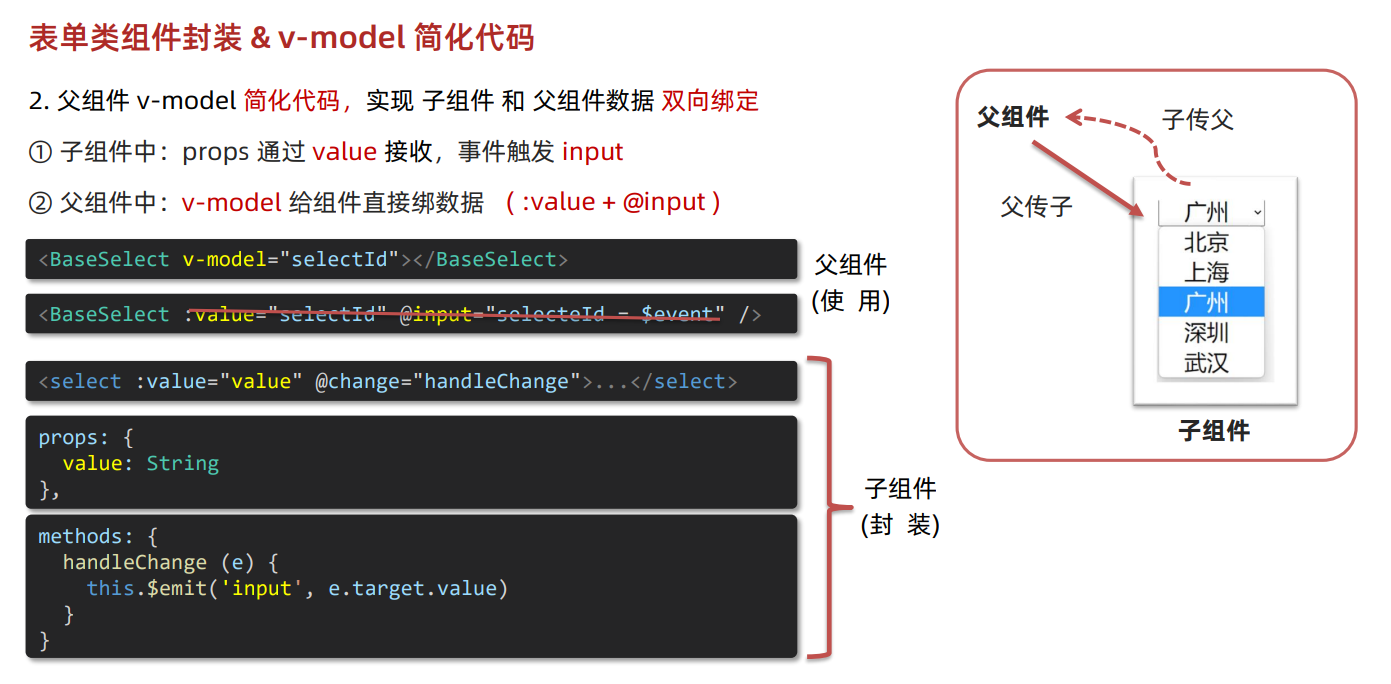 表单类组件封装 & v-model 简化代码
2. 父组件 v-model 简化代码，实现 子组件 和 父组件数据 双向绑定
① 子组件中：props 通过 value 接收，事件触发 input
② 父组件中：v-model 给组件直接绑数据 ( :value + @input )
<BaseSelect v-model="selectId"></BaseSelect>
<BaseSelect :value="selectId" @input="selecteId = $event" />
父组件
(使 用)
<select :value="value" @change="handleChange">...</select>
props: {
value: String
},
methods: {
handleChange (e) {
this.$emit('input', e.target.value)
}
}
子组件
(封 装)
父组件
子传父
父传子
广州
北京
上海
广州
深圳
武汉
子组件